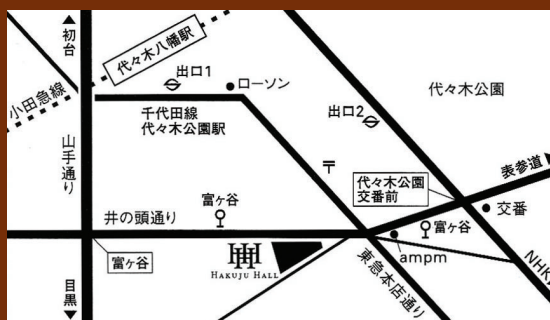 ▲初台
代々木八幡駅
小田急線
出口1
ローソン
千代田線
代々木公園駅
代々木公園
出口2
山手通り
〒
表参道▶
代々木公園
交番前
交番
井の頭通り
富ヶ谷
富ヶ谷
富ヶ谷
HAKUJU HALL
ampm
東急本店通り
NHK
目黒▼